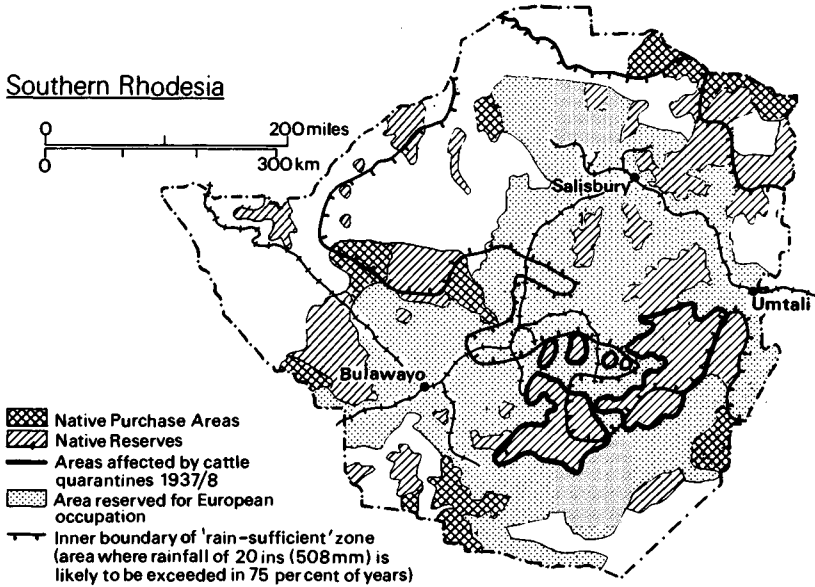 Southern Rhodesia
0 200 miles
0 300 km
Salisbury
Umtali
Bulawayo
Native Purchase Areas
Native Reserves
Areas affected by cattle
quarantines 1937/8
Area reserved for European
occupation
Inner boundary of 'rain-sufficient' zone
(area where rainfall of 20 ins (508mm) is
likely to be exceeded in 75 per cent of years)